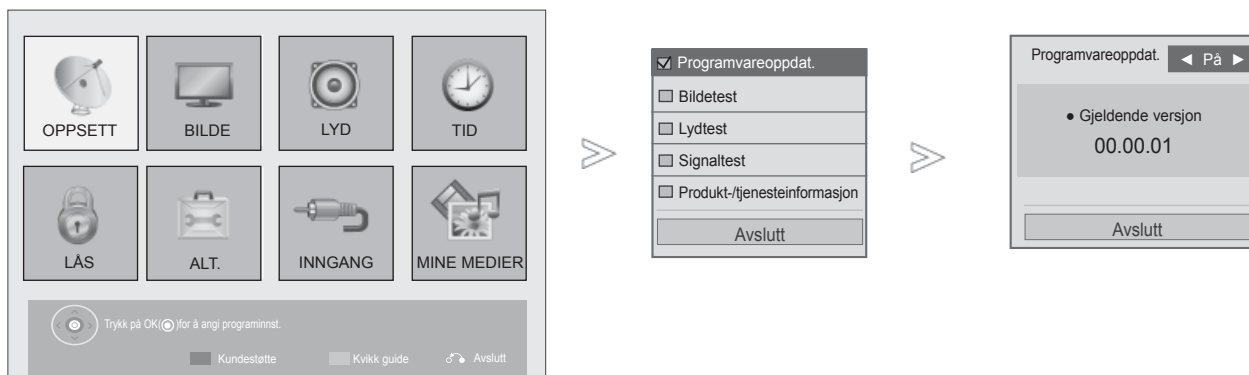 OPPSETT BILDE LYD TID
LÅS ALT. INNGANG MINE MEDIER
Trykk på OK(◉)for å angi programinnst.
Kundestøtte Kvikk guide Avslutt
Programvareoppdat.
Bildetest
Lydtest
Signaltest
Produkt-/tjenesteinformasjon
Avslutt
Programvareoppdat. ◄ På ►
● Gjeldende versjon
00.00.01
Avslutt